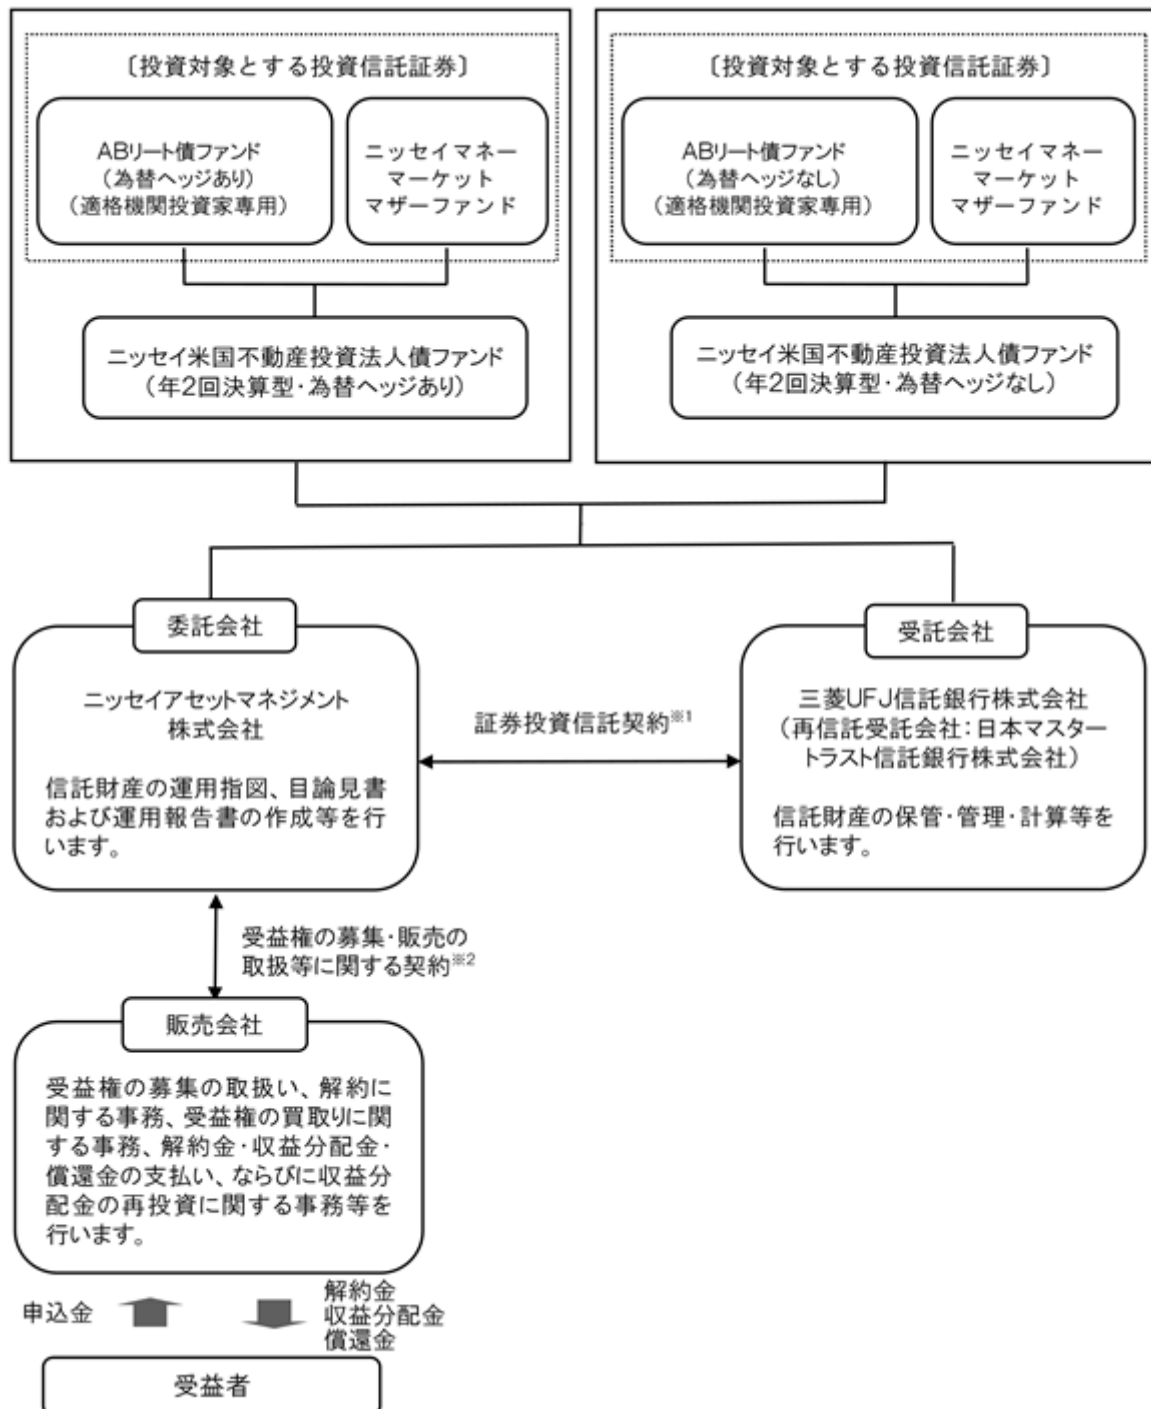 〔投資対象とする投資信託証券〕
ABリート債ファンド
（為替ヘッジあり）
（適格機関投資家専用）
ニッセイマネー
マーケット
マザーファンド
ニッセイ米国不動産投資法人債ファンド
（年2回決算型・為替ヘッジあり）
〔投資対象とする投資信託証券〕
ABリート債ファンド
（為替ヘッジなし）
（適格機関投資家専用）
ニッセイマネー
マーケット
マザーファンド
ニッセイ米国不動産投資法人債ファンド
（年2回決算型・為替ヘッジなし）
委託会社
ニッセイアセットマネジメント
株式会社
信託財産の運用指図、目論見書
および運用報告書の作成等を行
います。
証券投資信託契約※1
受託会社
三菱UFJ信託銀行株式会社
（再信託受託会社：日本マスター
トラスト信託銀行株式会社）
信託財産の保管・管理・計算等を
行います。
受益権の募集・販売の
取扱等に関する契約※2
販売会社
受益権の募集の取扱い、解約に
関する事務、受益権の買取りに関
する事務、解約金・収益分配金・
償還金の支払い、ならびに収益分
配金の再投資に関する事務等を
行います。
申込金
解約金
収益分配金
償還金
受益者